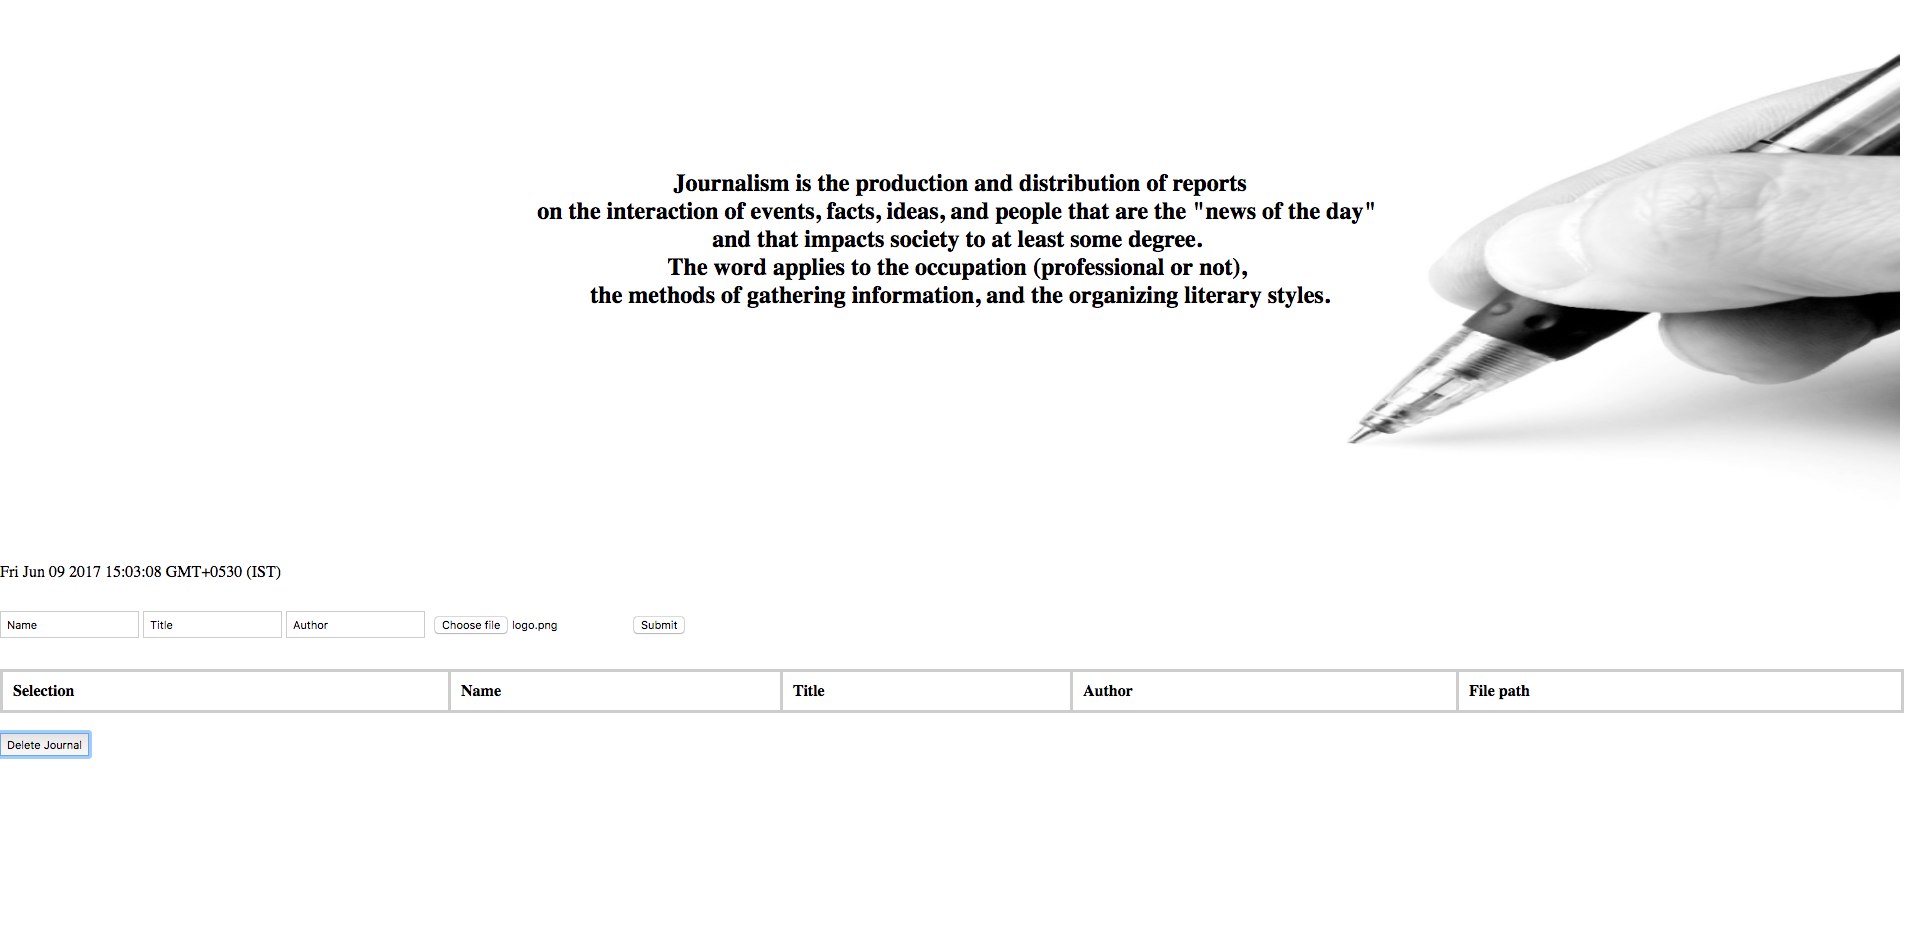 Journalism is the production and distribution of reports
on the interaction of events, facts, ideas, and people that are the "news of the day"
and that impacts society to at least some degree.
The word applies to the occupation (professional or not),
the methods of gathering information, and the organizing literary styles.
Fri Jun 09 2017 15:03:08 GMT+0530 (IST)
Name Title Author Choose file logo.png Submit
Selection Name Title Author File path
Delete Journal